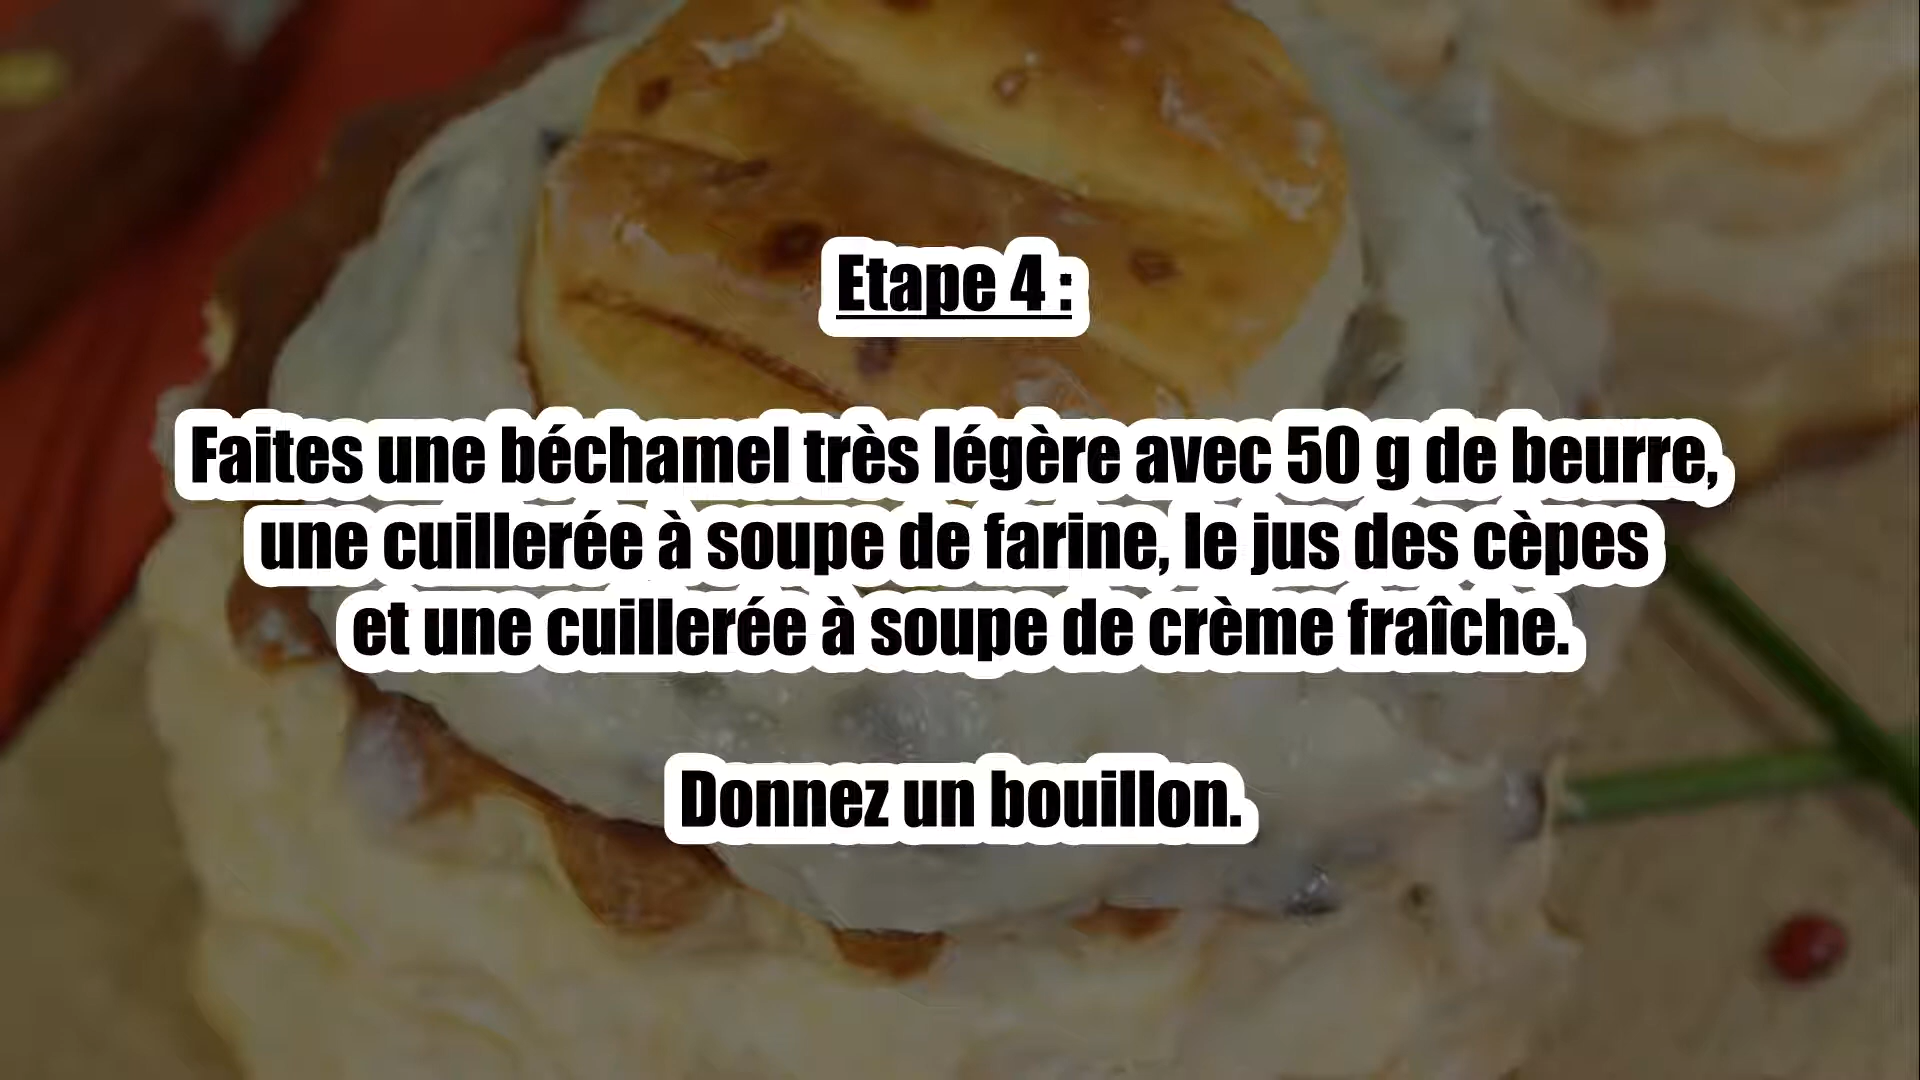 Etape 4 :
Faites une béchamel très légère avec 50 g de beurre,
une cuillerée à soupe de farine, le jus des cèpes
et une cuillerée à soupe de crème fraîche.
Donnez un bouillon.